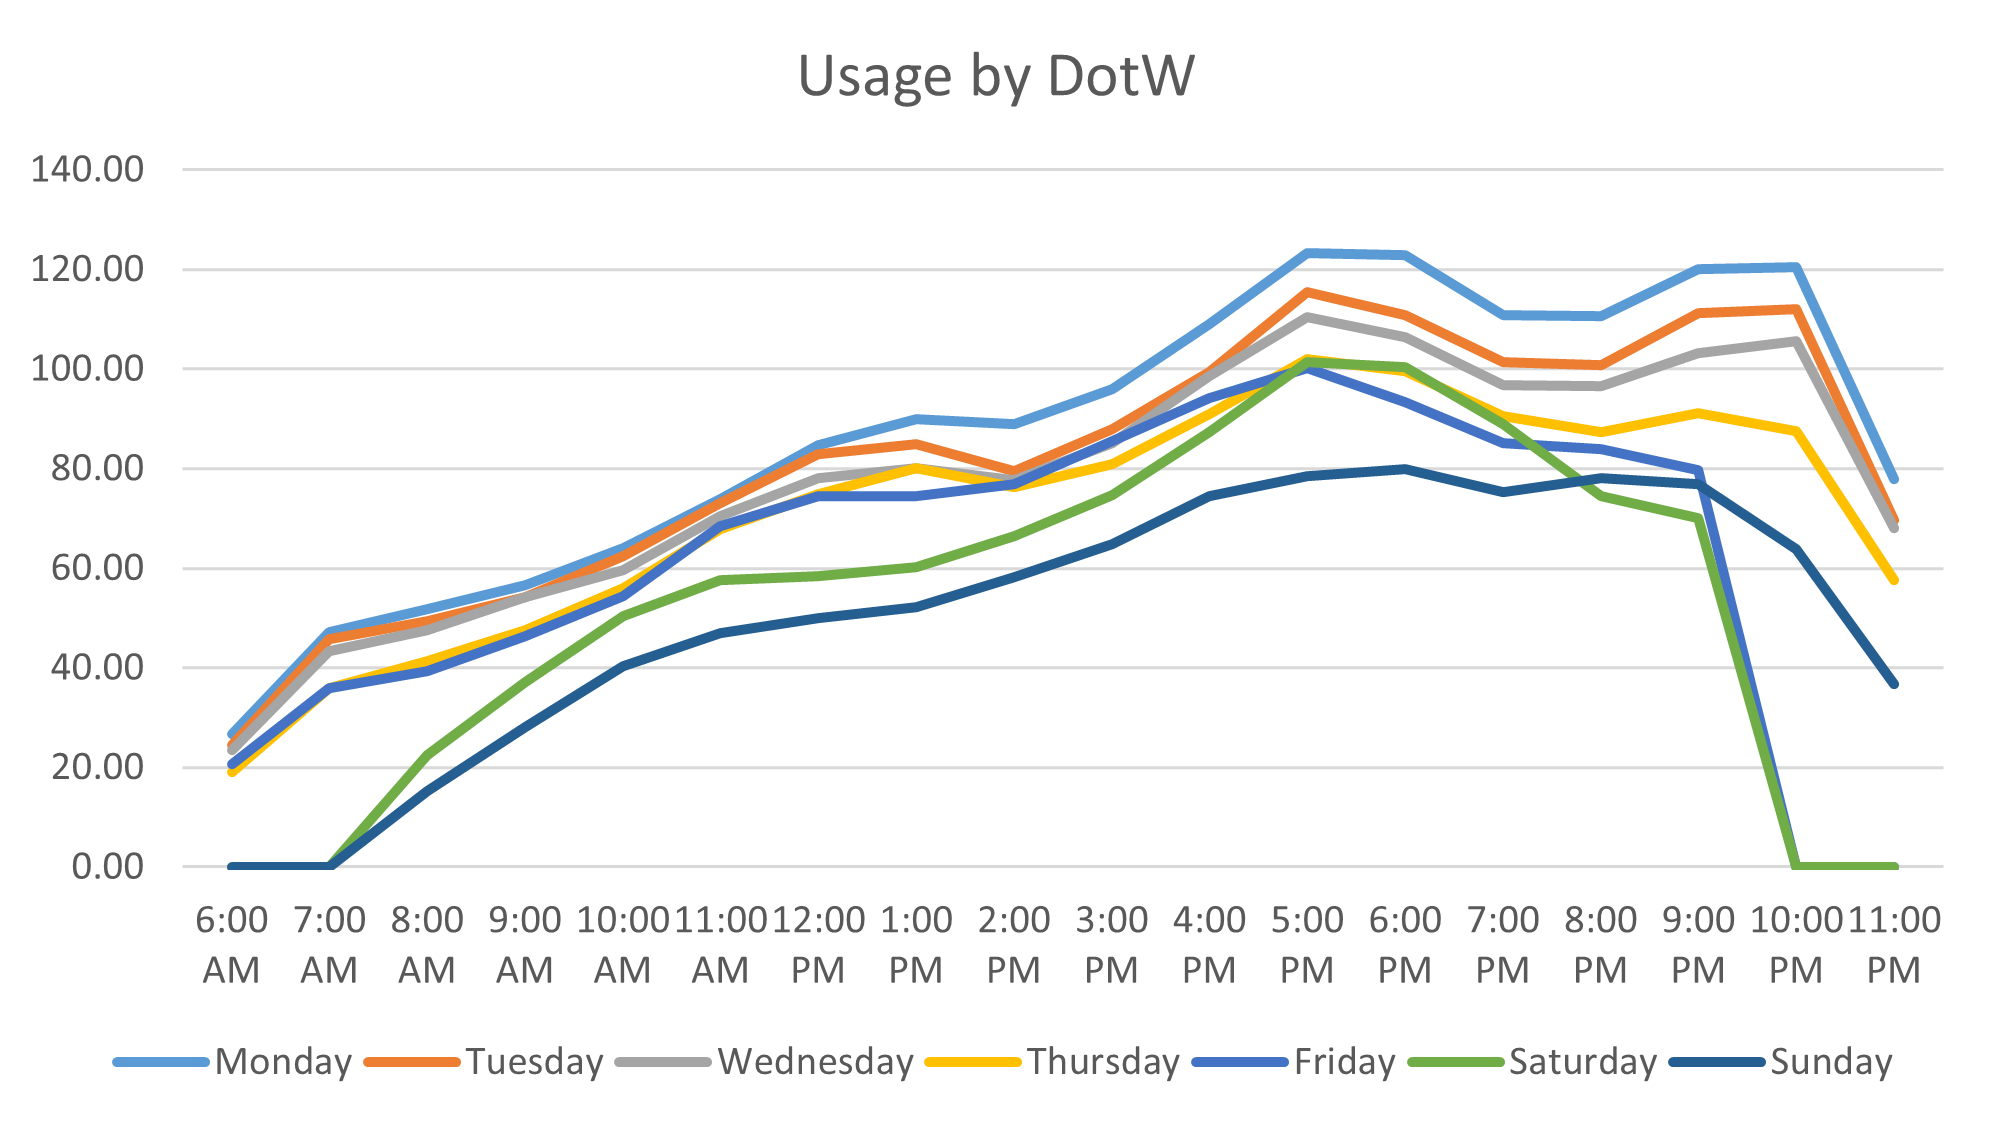 Usage by DotW
140.00
120.00
100.00
80.00
60.00
40.00
20.00
0.00
6:00 7:00 8:00 9:00 10:00 11:00 12:00 1:00 2:00 3:00 4:00 5:00 6:00 7:00 8:00 9:00 10:00 11:00
AM AM AM AM AM AM PM PM PM PM PM PM PM PM PM PM PM PM
Monday Tuesday Wednesday Thursday Friday Saturday Sunday